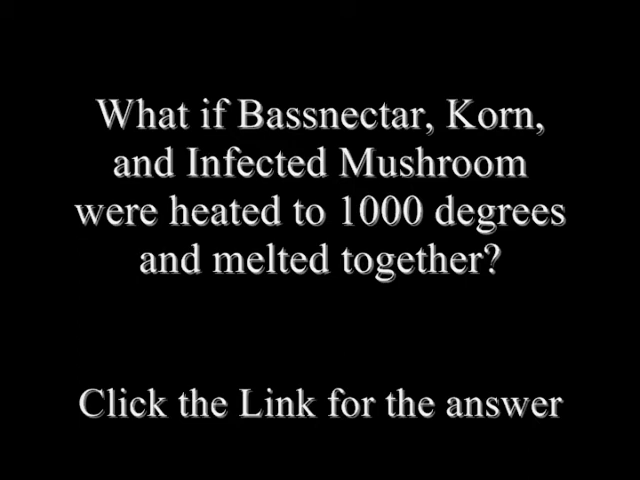 What if Bassnectar, Korn,
and Infected Mushroom
were heated to 1000 degrees
and melted together?
Click the Link for the answer